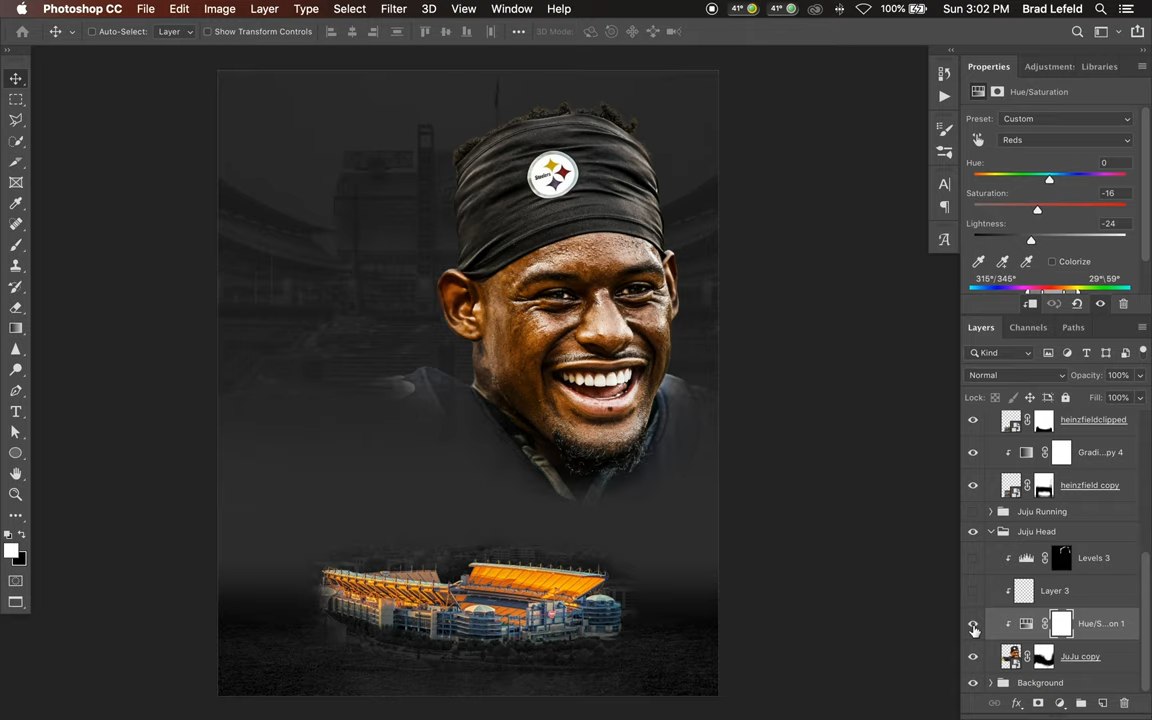 Photoshop CC File Edit Image Layer Type Select Filter 3D View Window Help 41° 41° 100% Sun 3:02 PM Brad Lefeld
Auto-Select: Layer Show Transform Controls 3D Mode:
Properties Adjustment: Libraries
Hue/Saturation
Preset: Custom
Reds
Hue: 0
Saturation: -16
Lightness: -24
Colorize
315°/345° 29°\59°
Layers Channels Paths
Kind
Normal Opacity: 100%
Lock: Fill: 100%
heinzfieldclipped
Gradi...py 4
heinzfield copy
Juju Running
Juju Head
Levels 3
Layer 3
Hue/S...on 1
JuJu copy
Background
Steelers